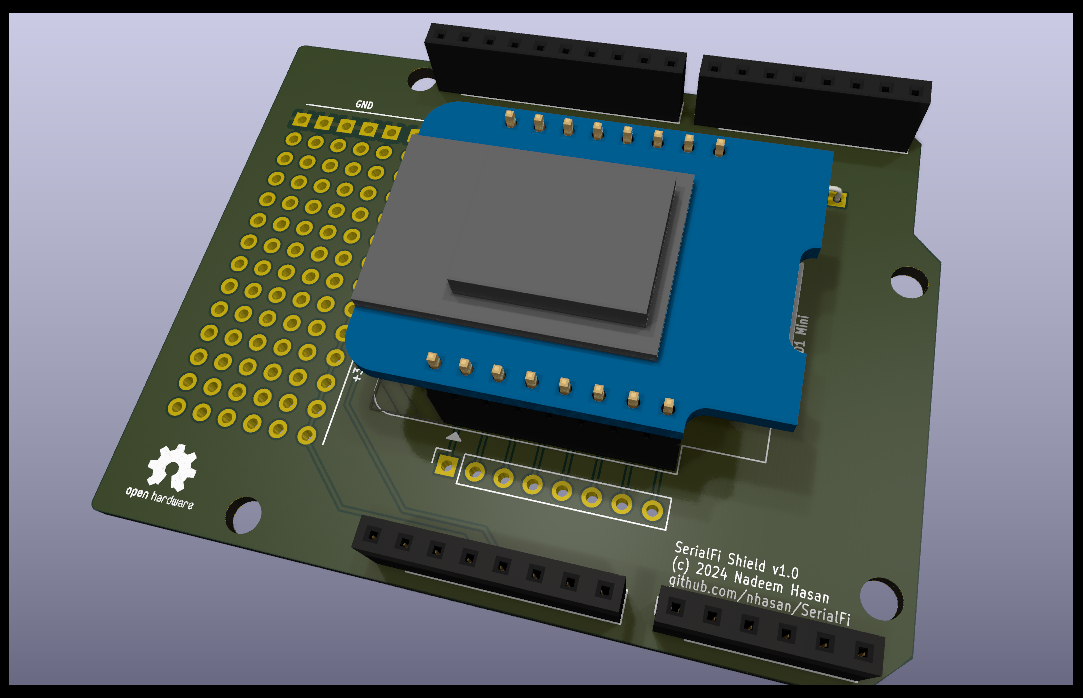 GND
D1 Mini
open hardware
SerialFi Shield v1.0
(c) 2024 Nadeem Hasan
github.com/nhasan/SerialFi